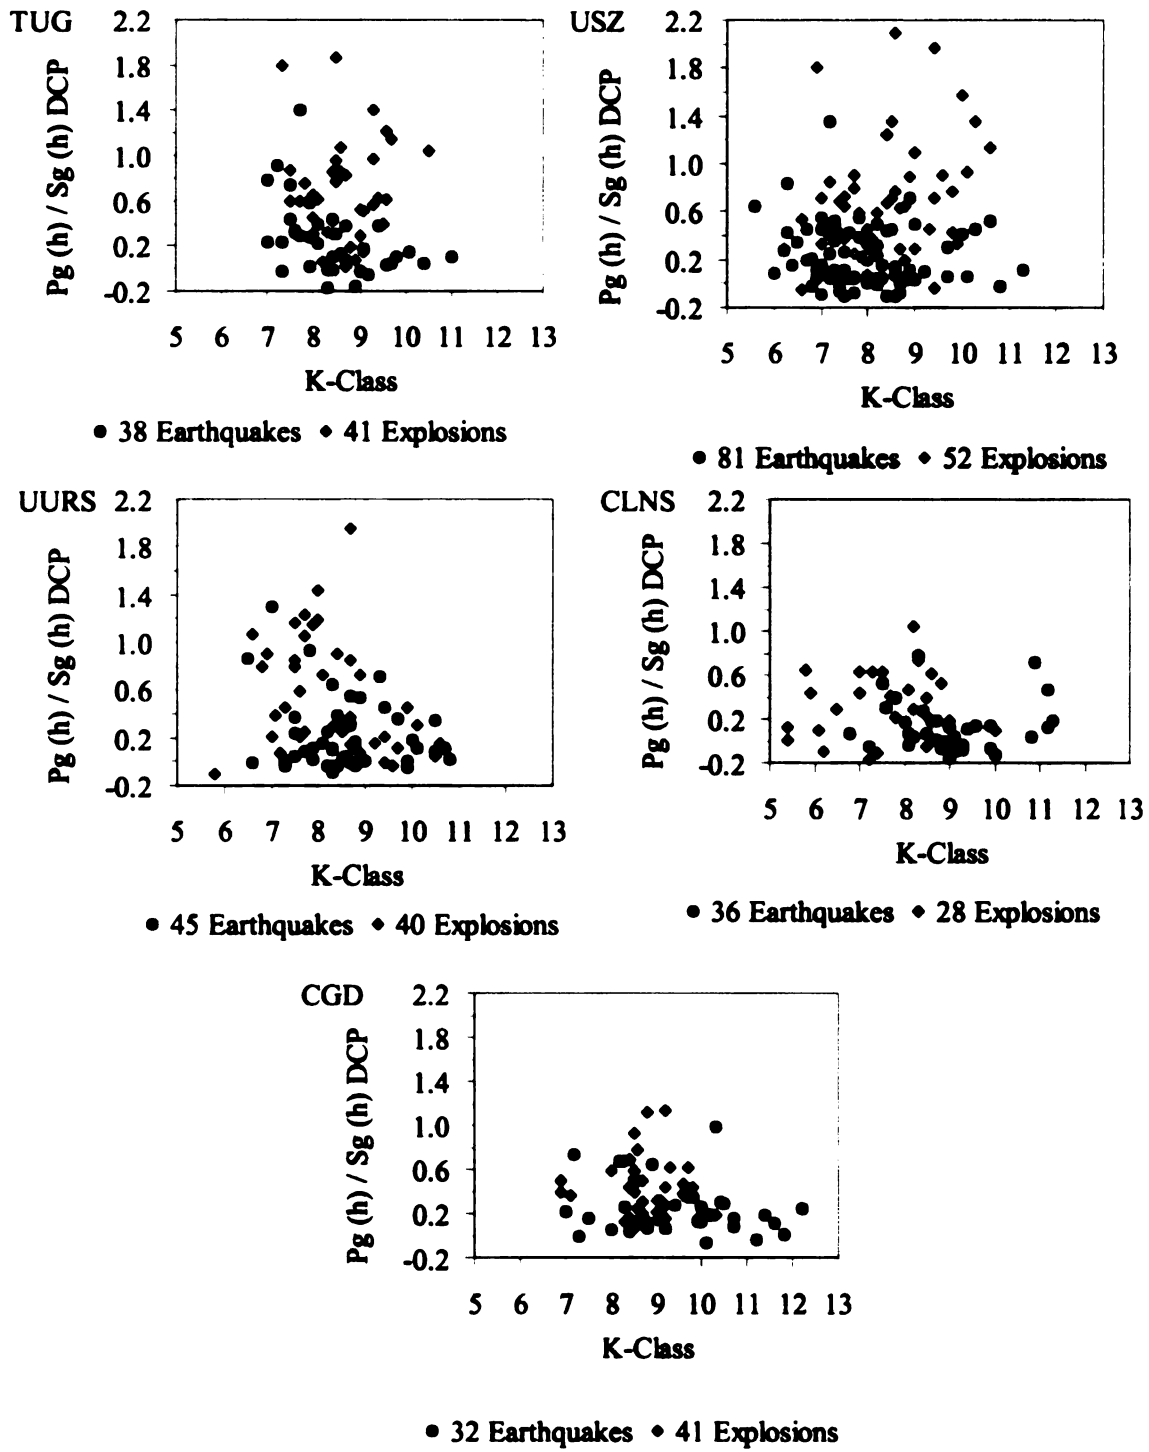 TUG
Pg (h) / Sg (h) DCP
2.2
1.8
1.4
1.0
0.6
0.2
-0.2
5 6 7 8 9 10 11 12 13
K-Class
38 Earthquakes 41 Explosions
USZ
Pg (h) / Sg (h) DCP
2.2
1.8
1.4
1.0
0.6
0.2
-0.2
5 6 7 8 9 10 11 12 13
K-Class
81 Earthquakes 52 Explosions
UURS
Pg (h) / Sg (h) DCP
2.2
1.8
1.4
1.0
0.6
0.2
-0.2
5 6 7 8 9 10 11 12 13
K-Class
45 Earthquakes 40 Explosions
CLNS
Pg (h) / Sg (h) DCP
2.2
1.8
1.4
1.0
0.6
0.2
-0.2
5 6 7 8 9 10 11 12 13
K-Class
36 Earthquakes 28 Explosions
CGD
Pg (h) / Sg (h) DCP
2.2
1.8
1.4
1.0
0.6
0.2
-0.2
5 6 7 8 9 10 11 12 13
K-Class
32 Earthquakes 41 Explosions